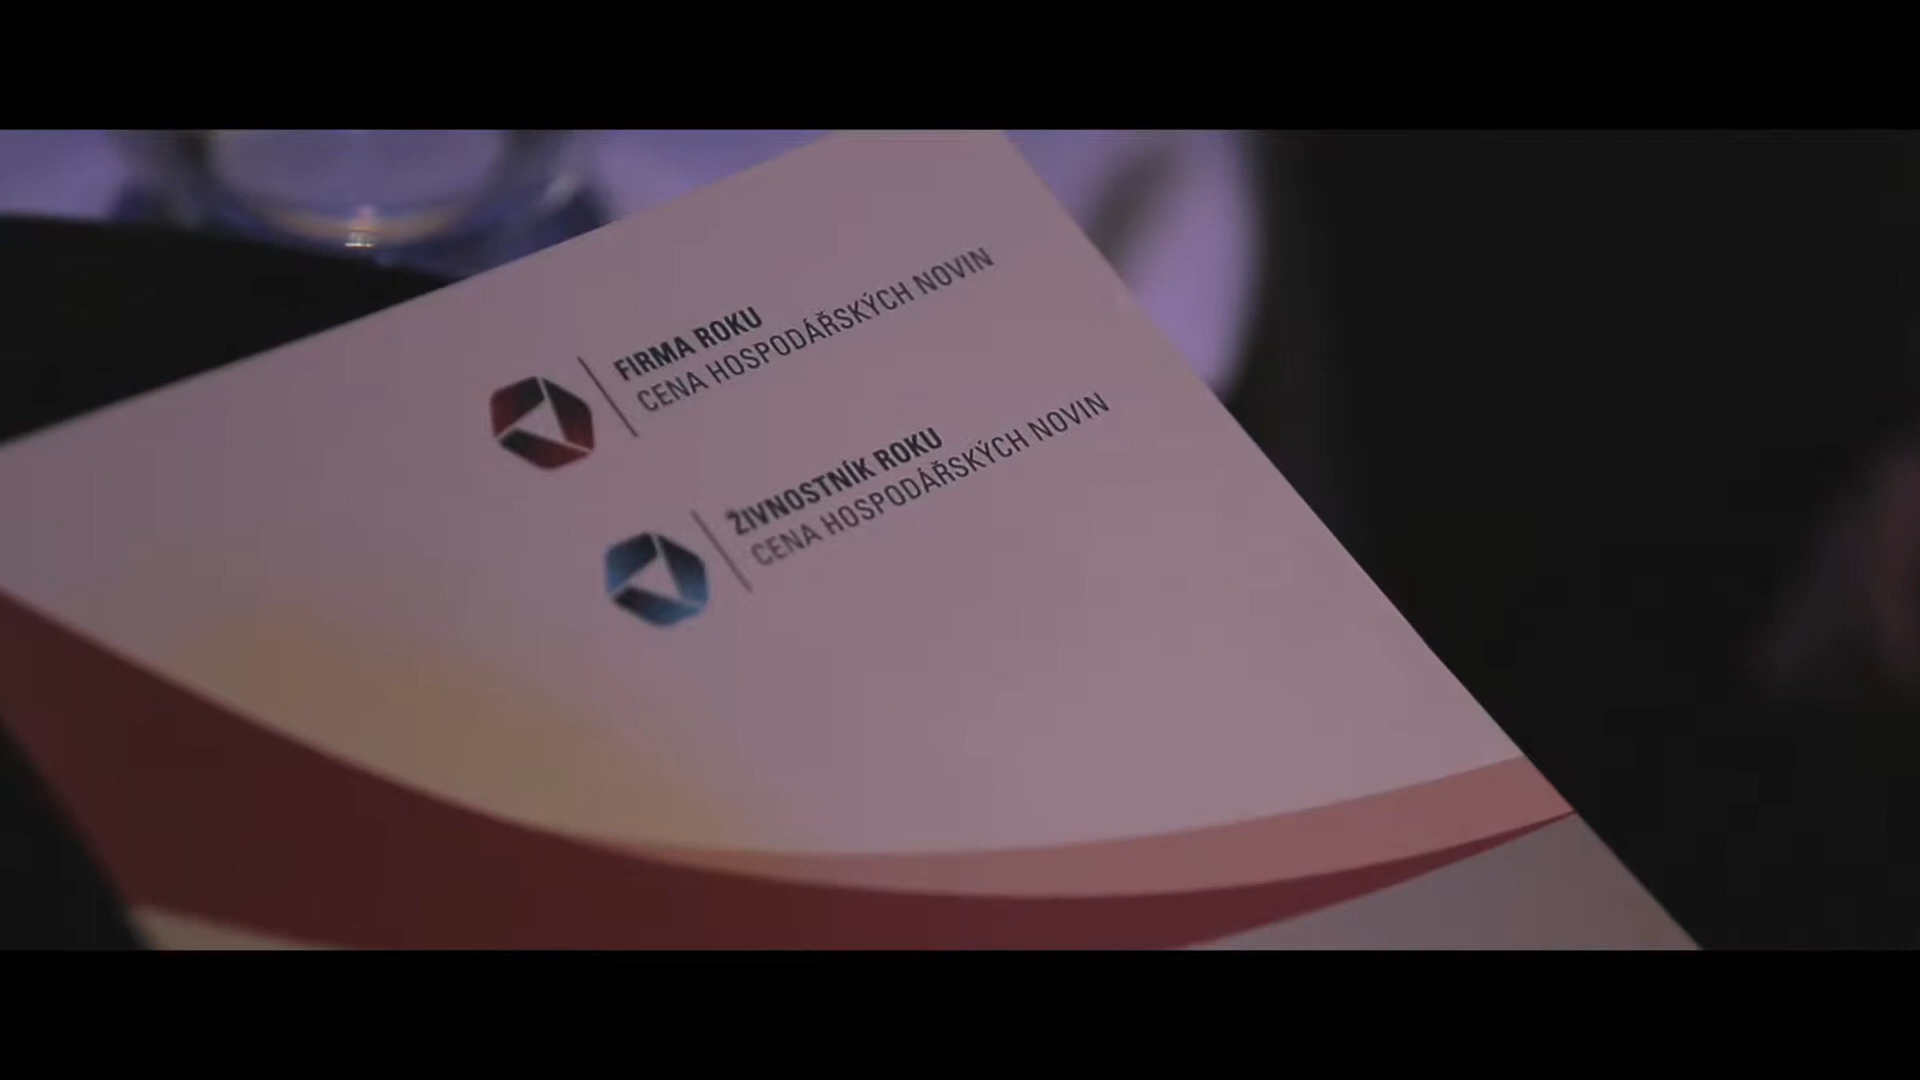 FIRMA ROKU
CENA HOSPODÁŘSKÝCH NOVIN
ŽIVNOSTNÍK ROKU
CENA HOSPODÁŘSKÝCH NOVIN